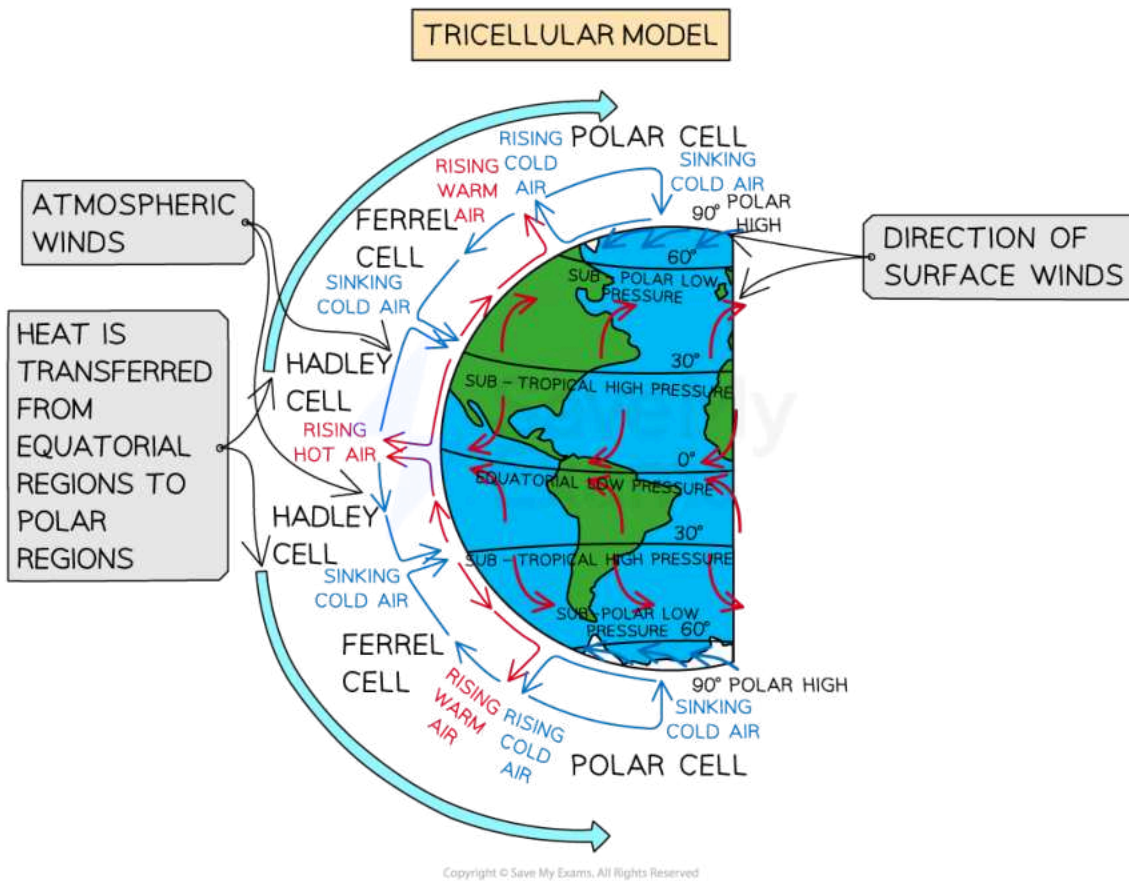 TRICELLULAR MODEL
POLAR CELL
RISING
COLD
AIR
SINKING
COLD AIR
RISING
WARM
AIR
90° POLAR
HIGH
ATMOSPHERIC
WINDS
FERREL
CELL
DIRECTION OF
SURFACE WINDS
60°
SUB - POLAR LOW
PRESSURE
SINKING
COLD AIR
HEAT IS
TRANSFERRED
FROM
EQUATORIAL
REGIONS TO
POLAR
REGIONS
HADLEY
CELL
30°
SUB - TROPICAL HIGH PRESSURE
RISING
HOT AIR
0°
EQUATORIAL LOW PRESSURE
HADLEY
CELL
30°
SUB - TROPICAL HIGH PRESSURE
SINKING
COLD AIR
SUB-POLAR LOW
PRESSURE 60°
FERREL
CELL
90° POLAR HIGH
RISING
WARM
AIR
RISING
COLD
AIR
SINKING
COLD AIR
POLAR CELL
Copyright © Save My Exams. All Rights Reserved